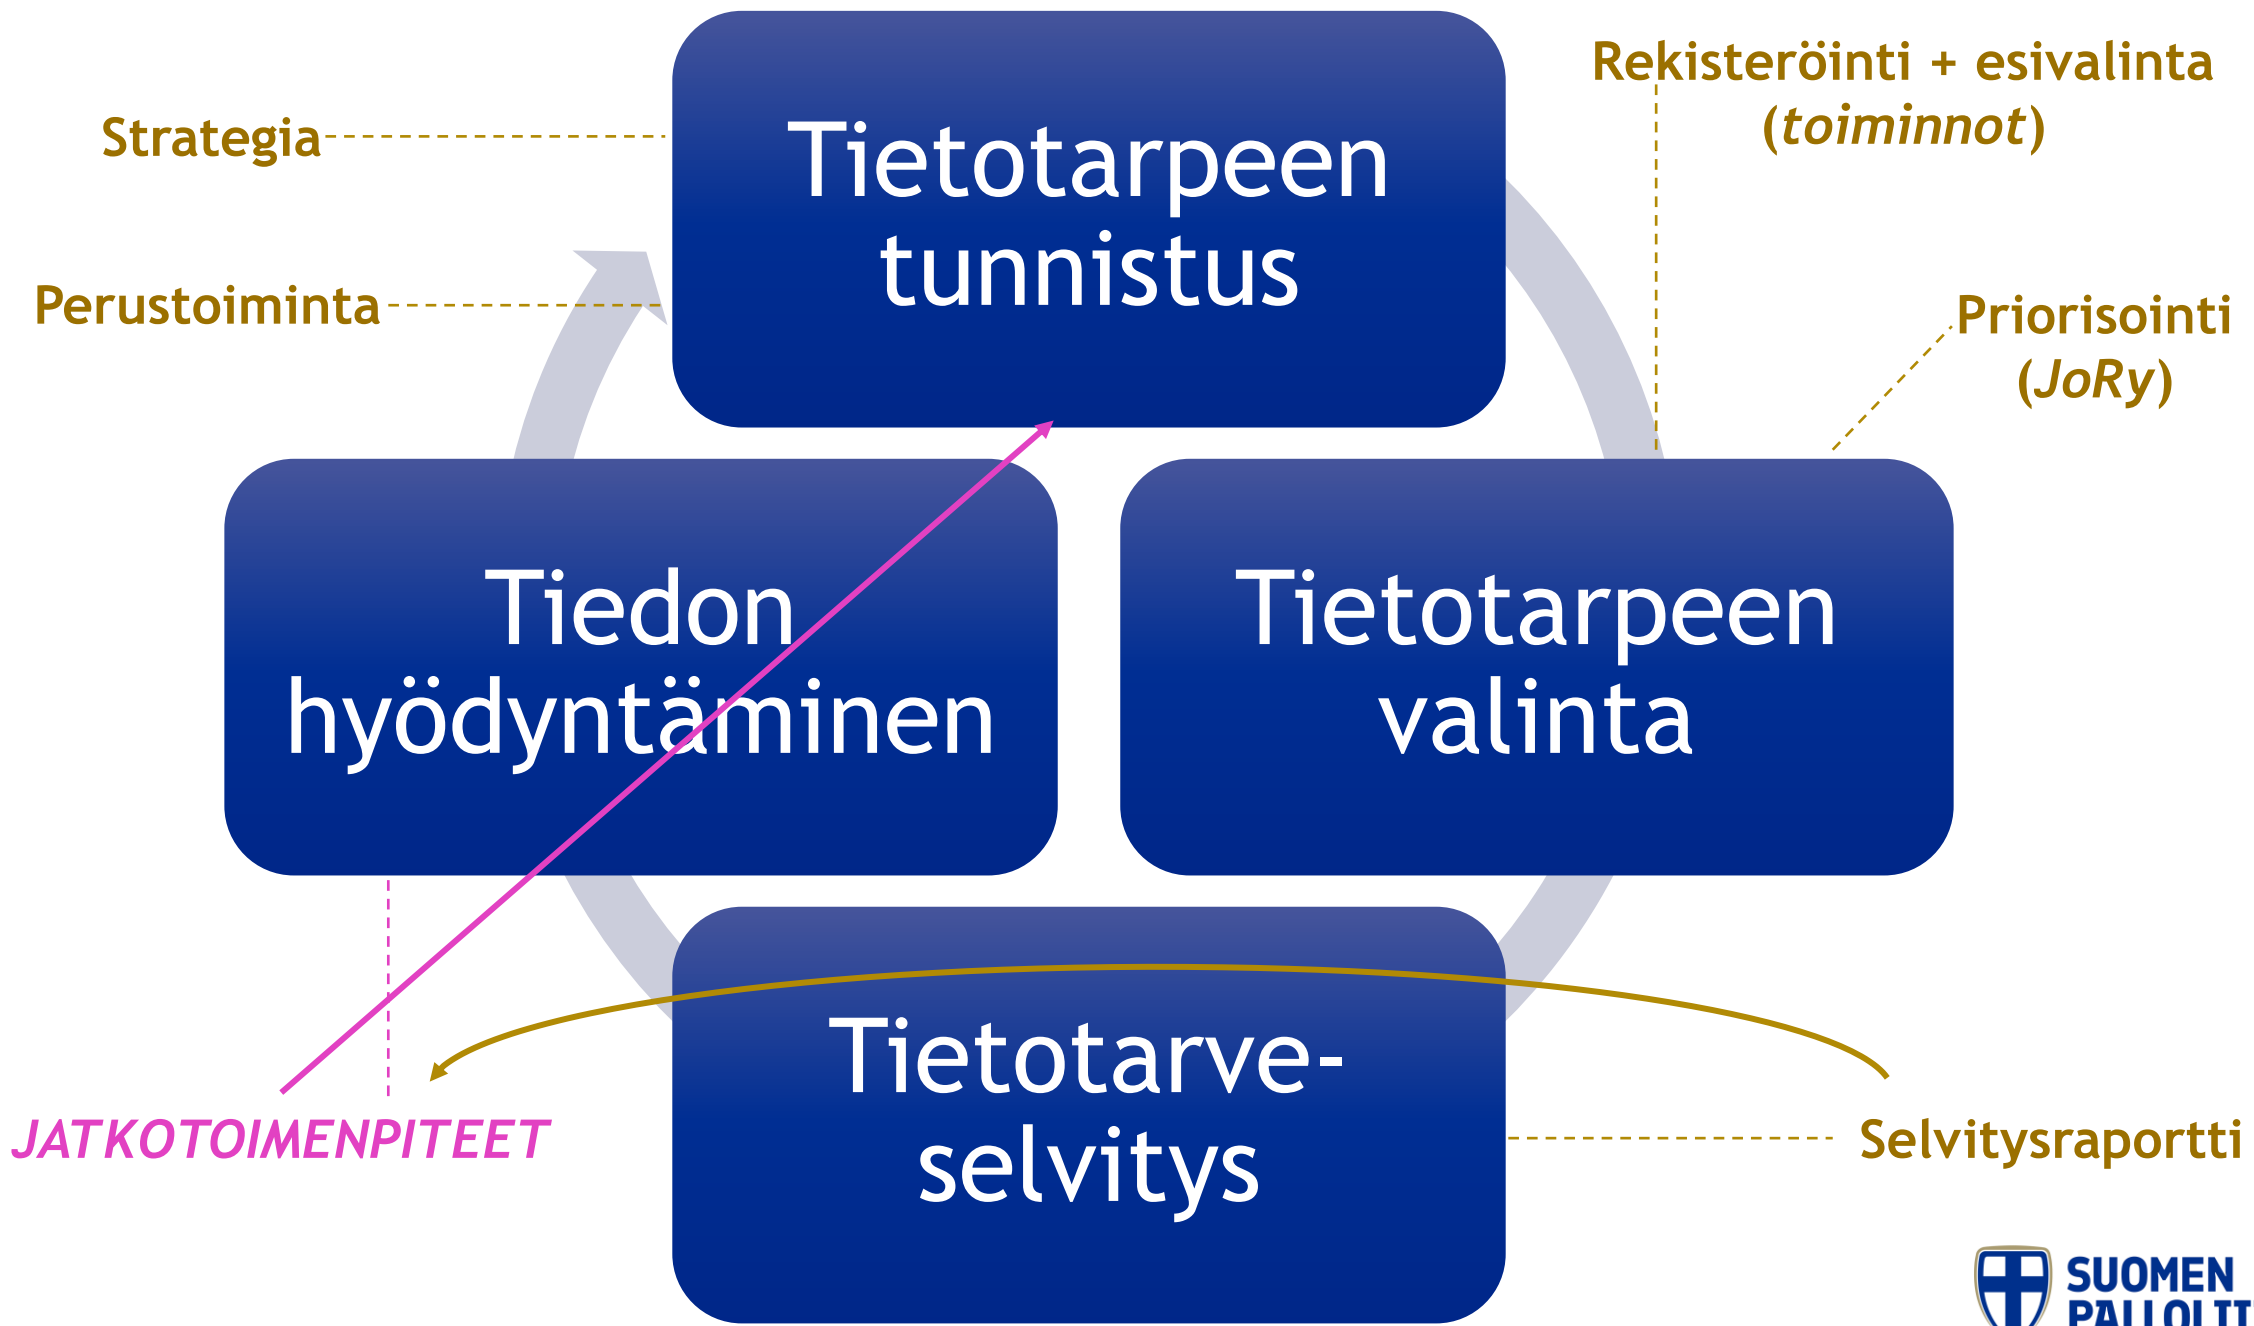 Strategia
Perustoiminta
Tietotarpeen
tunnistus
Rekisteröinti + esivalinta
(toiminnot)
Priorisointi
(JoRy)
Tiedon
hyödyntäminen
Tietotarpeen
valinta
JATKOTOIMENPITEET
Tietotarve-
selvitys
Selvitysraportti
SUOMEN